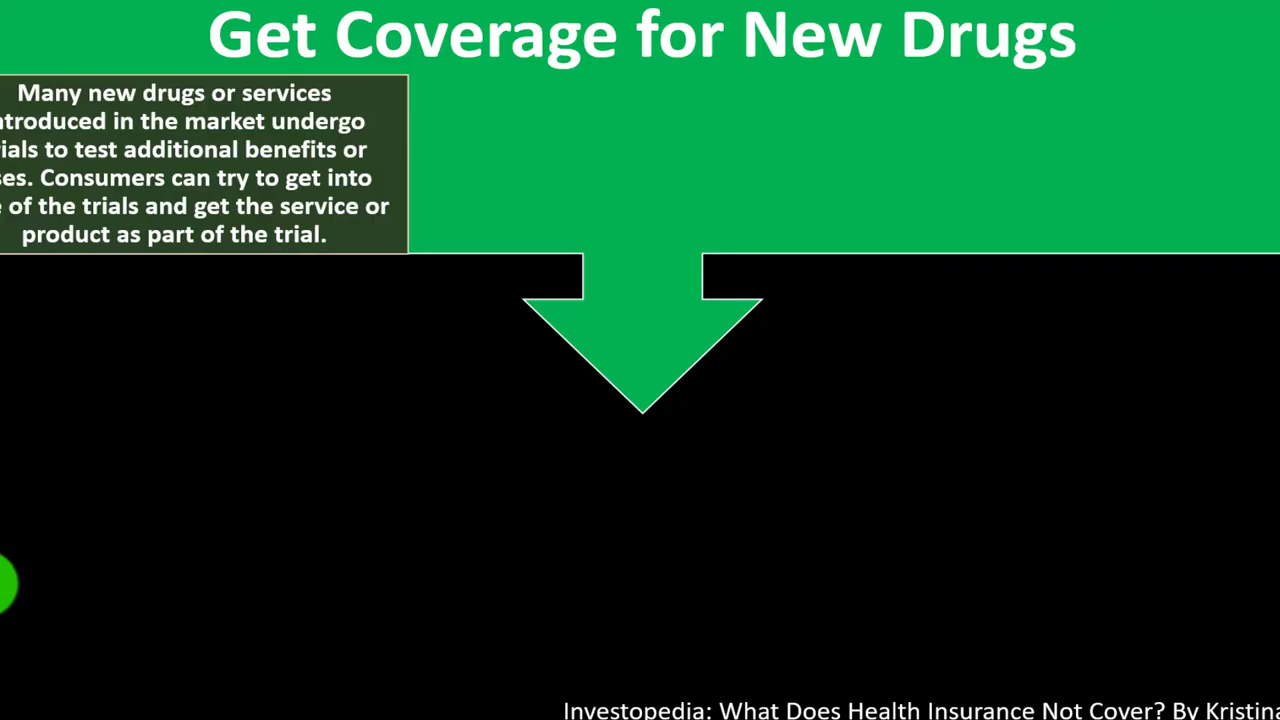 Get Coverage for New Drugs
Many new drugs or services
ntroduced in the market undergo
ials to test additional benefits or
es. Consumers can try to get into
of the trials and get the service or
product as part of the trial.
Investopedia: What Does Health Insurance Not Cover? By Kristina